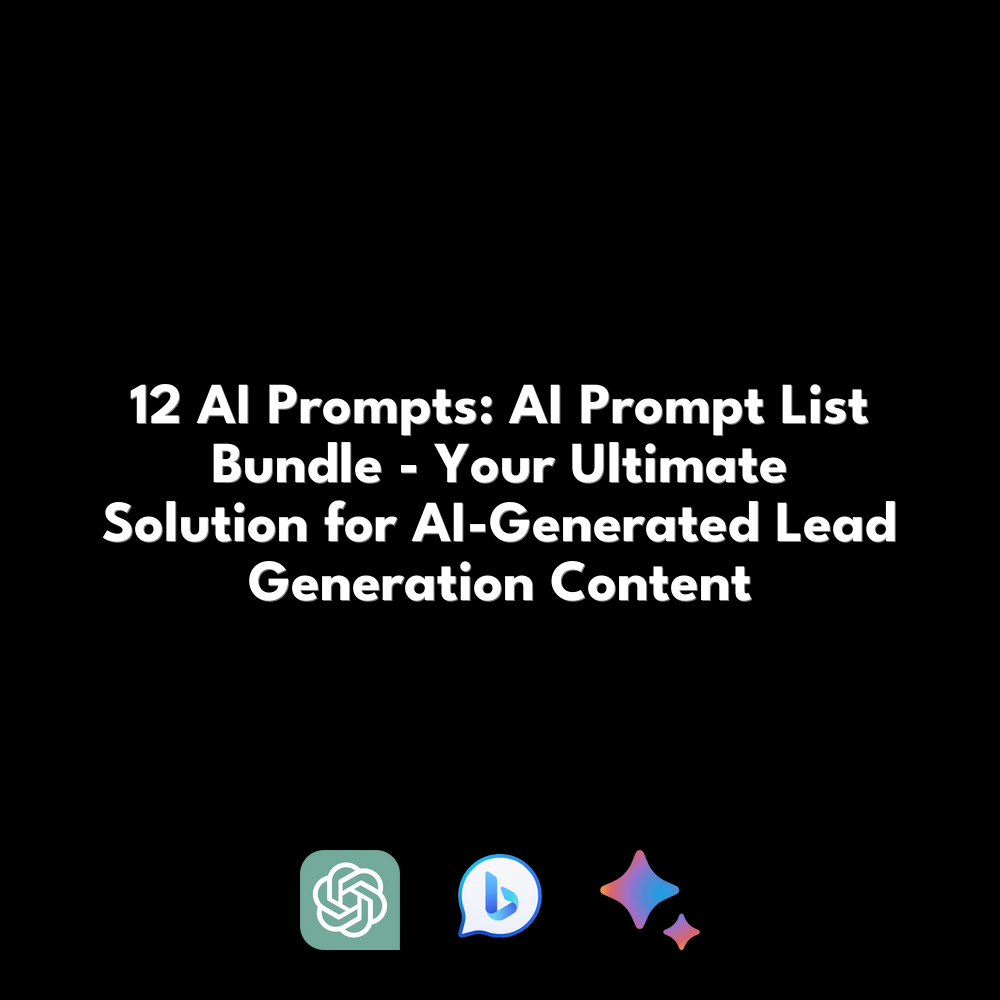 12 AI Prompts: AI Prompt List
Bundle - Your Ultimate
Solution for AI-Generated Lead
Generation Content